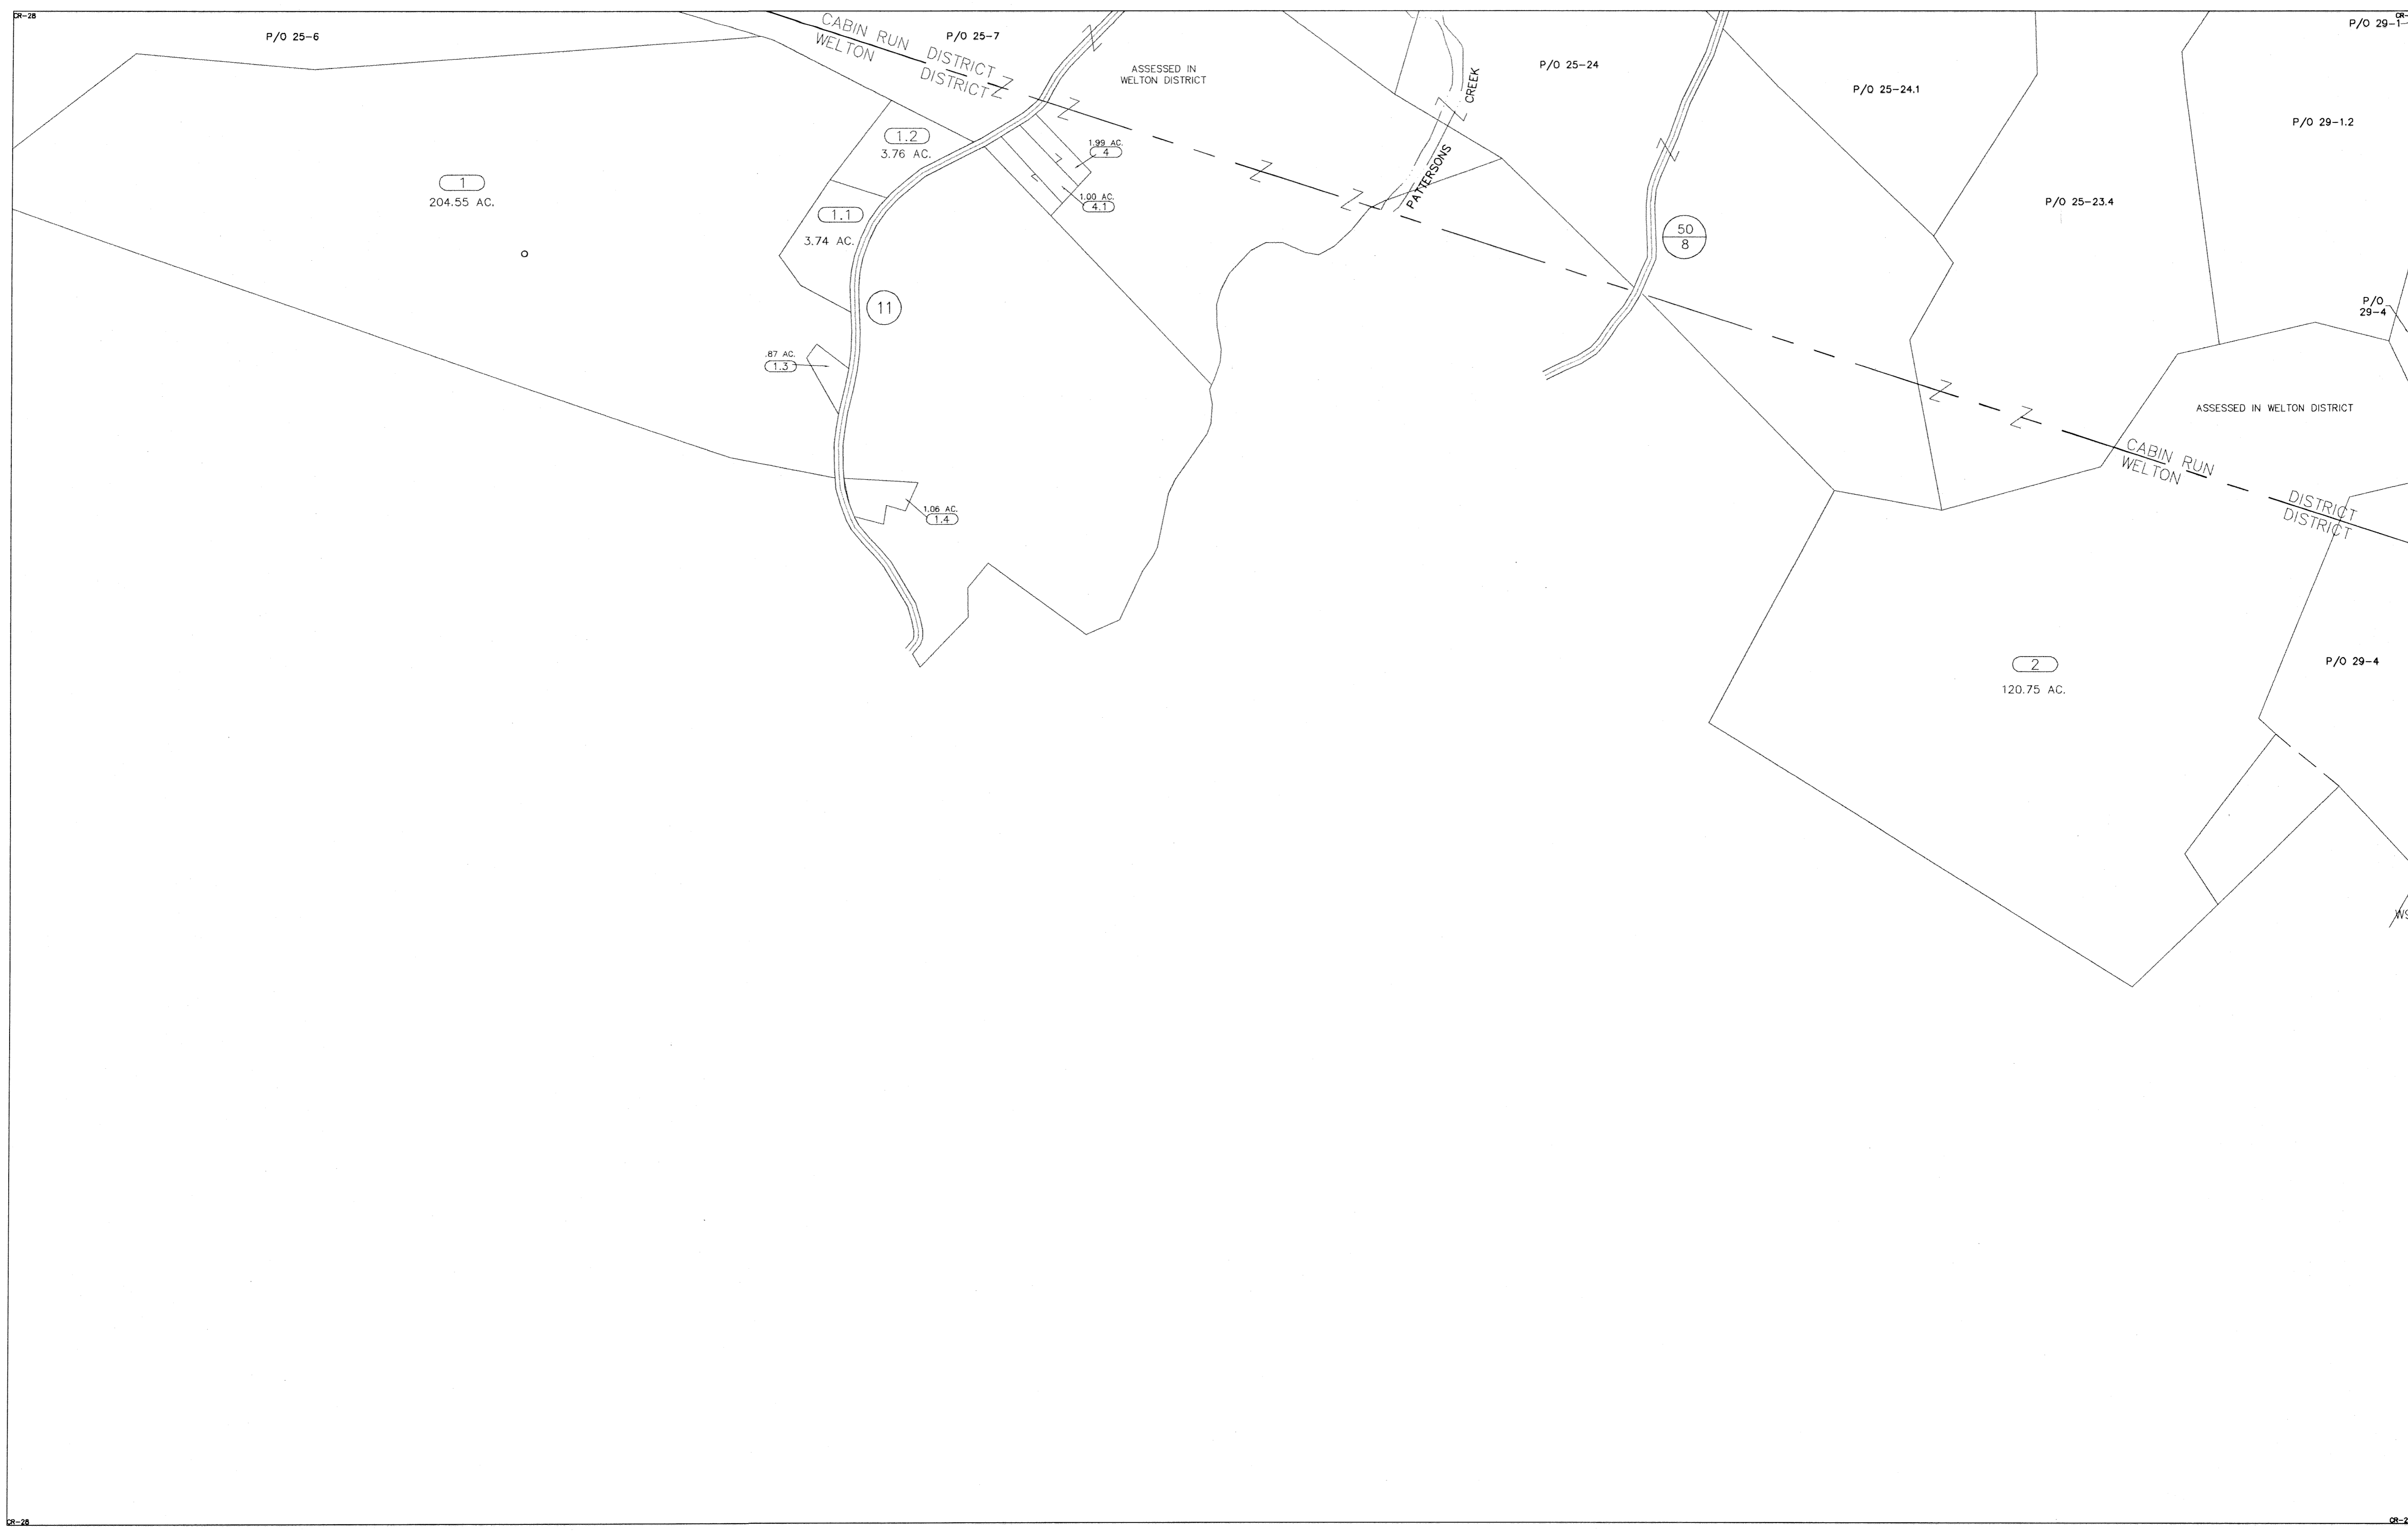 CR-28
P/O 25-6
CABIN RUN DISTRICT
WELTON DISTRICT
P/O 25-7
ASSESSED IN
WELTON DISTRICT
CREEK
PATTERSONS
P/O 25-24
P/O 25-24.1
P/O 29-1
P/O 29-1.2
1.2
3.76 AC.
1.99 AC.
4
1
204.55 AC.
1.00 AC.
4.1
1.1
3.74 AC.
P/O 25-23.4
50
8
11
P/O
29-4
.87 AC.
1.3
ASSESSED IN WELTON DISTRICT
CABIN RUN DISTRICT
WELTON DISTRICT
1.06 AC.
1.4
2
120.75 AC.
P/O 29-4
CR-28